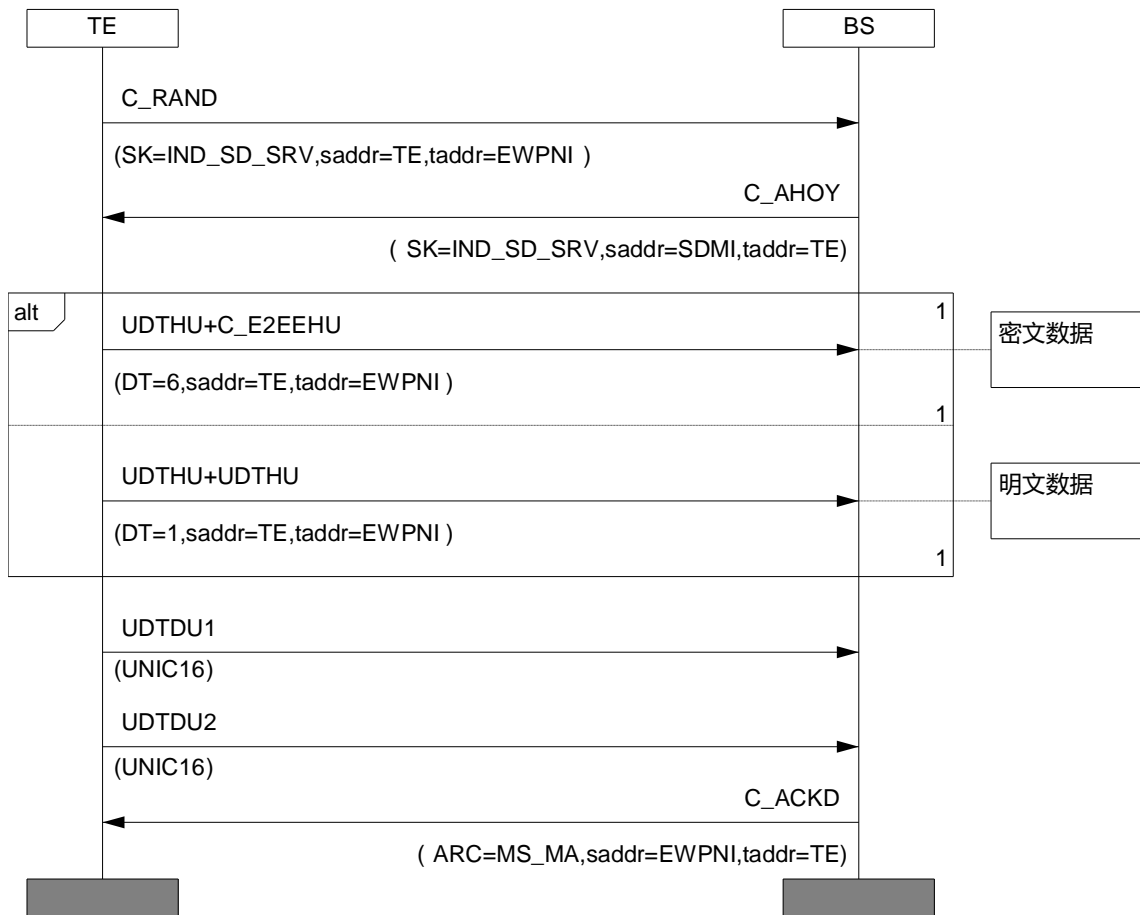 TE
BS
C_RAND
(SK=IND_SD_SRV,saddr=TE,taddr=EWPNI )
C_AHOY
( SK=IND_SD_SRV,saddr=SDMI,taddr=TE)
alt
1
UDTHU+C_E2EEHU
密文数据
(DT=6,saddr=TE,taddr=EWPNI )
1
UDTHU+UDTHU
明文数据
(DT=1,saddr=TE,taddr=EWPNI )
1
UDTDU1
(UNIC16)
UDTDU2
(UNIC16)
C_ACKD
( ARC=MS_MA,saddr=EWPNI,taddr=TE)